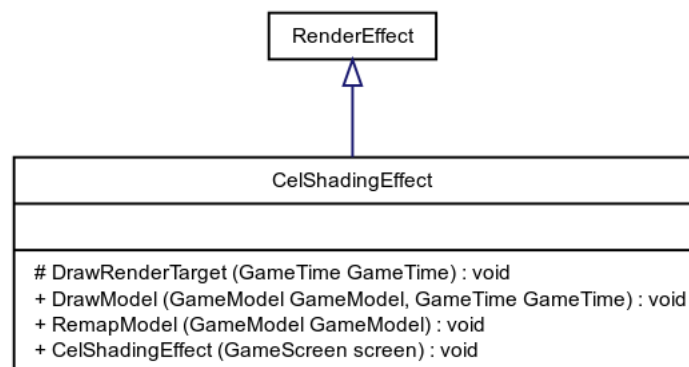 RenderEffect
CelShadingEffect
# DrawRenderTarget (GameTime GameTime) : void
+ DrawModel (GameModel GameModel, GameTime GameTime) : void
+ RemapModel (GameModel GameModel) : void
+ CelShadingEffect (GameScreen screen) : void